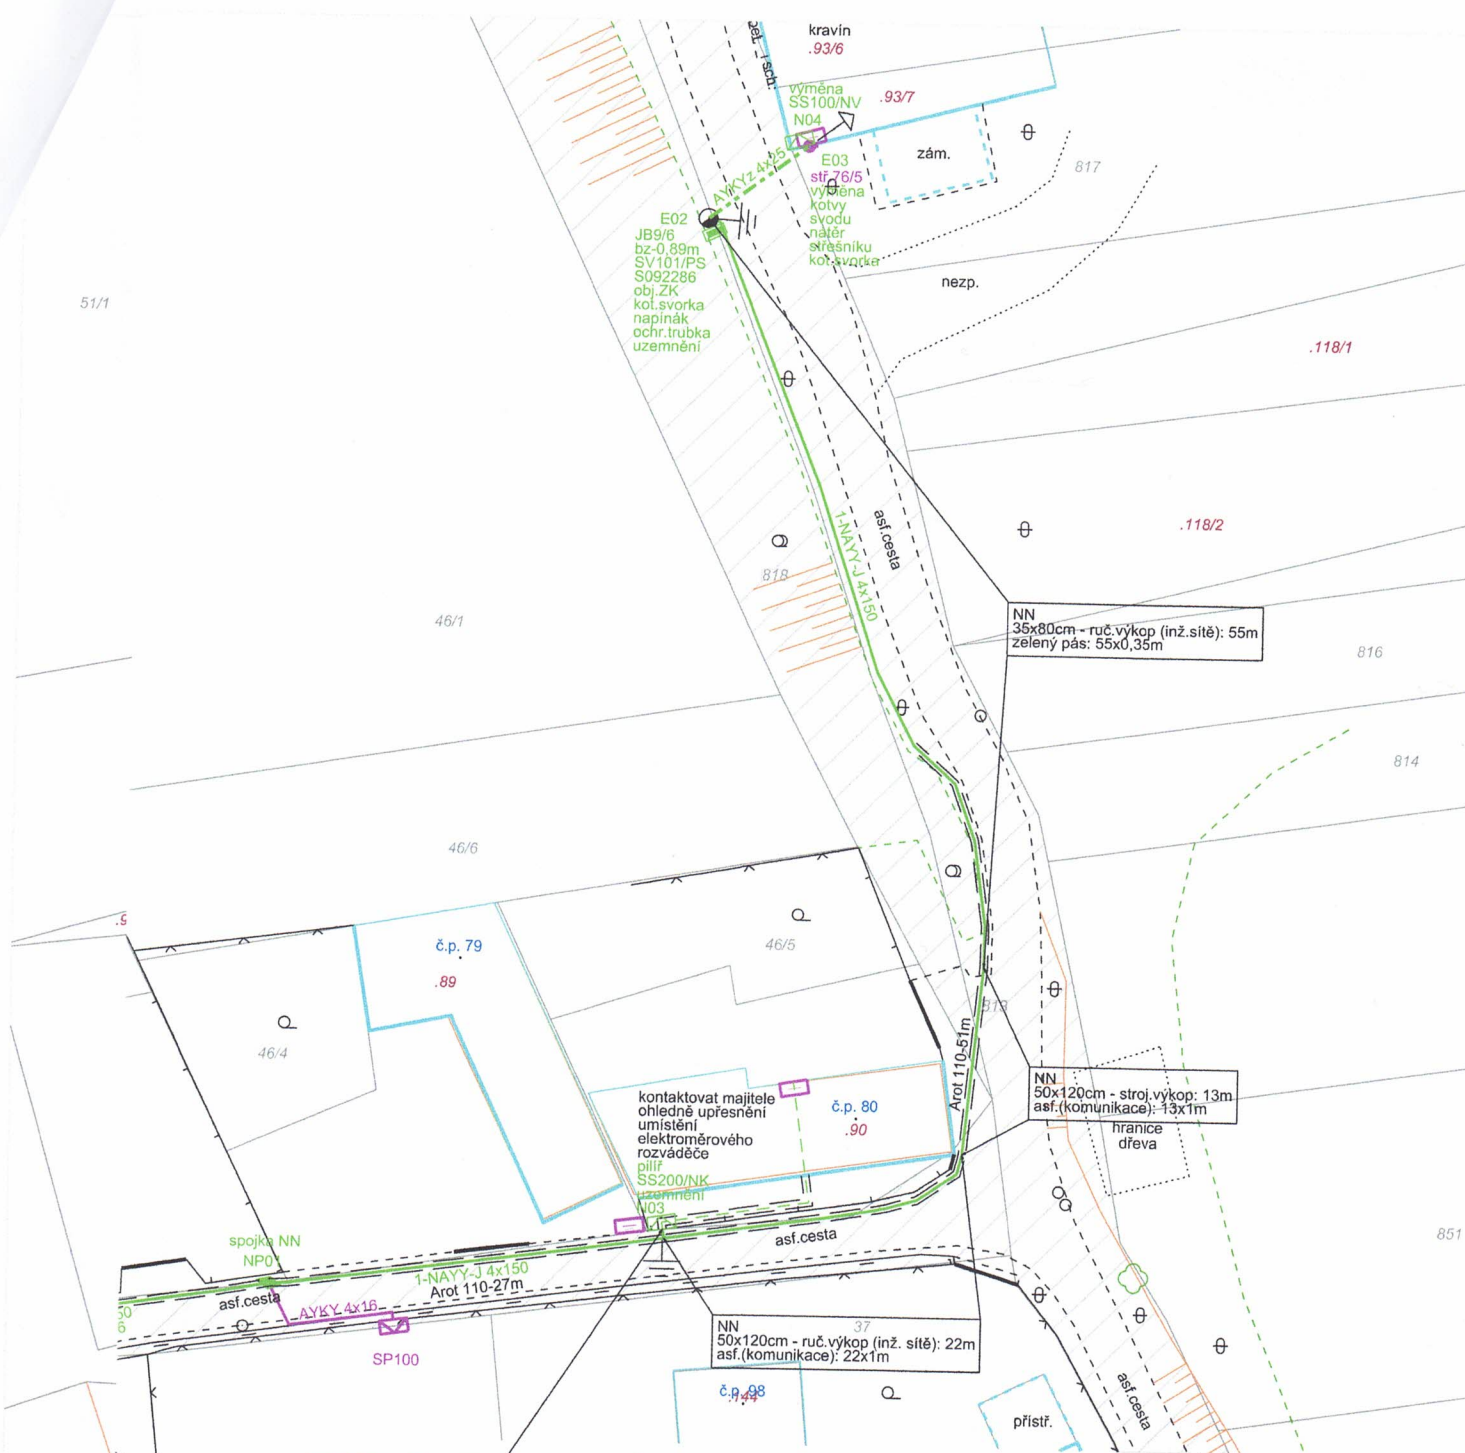 kravín
.93/6
výměna
SS100/NV
N04
.93/7
zám.
817
AYKYz 4x25
E03
stř.76/5
výměna
kotvy
svodu
nátěr
střešníku
kot.svorka
E02
JB9/6
bz-0,89m
SV101/PS
S092286
obj.ZK
kot.svorka
napínák
ochr.trubka
uzemnění
nezp.
51/1
.118/1
.118/2
asf.cesta
1-NAYY-J 4x150
818
46/1
NN
35x80cm - ruč.výkop (inž.sítě): 55m
zelený pás: 55x0,35m
816
814
46/6
č.p. 79
.89
46/5
813
46/4
Arot 110-51m
NN
50x120cm - stroj.výkop: 13m
asf.(komunikace): 13x1m
hranice
dřeva
kontaktovat majitele
ohledně upřesnění
umístění
elektroměrového
rozváděče
pilíř
SS200/NK
uzemnění
N03
č.p. 80
.90
851
asf.cesta
spojka NN
NP01
1-NAYY-J 4x150
Arot 110-27m
asf.cesta
AYKY 4x16
SP100
37
NN
50x120cm - ruč.výkop (inž. sítě): 22m
asf.(komunikace): 22x1m
č.p. 98
.144
přístř.
asf.cesta